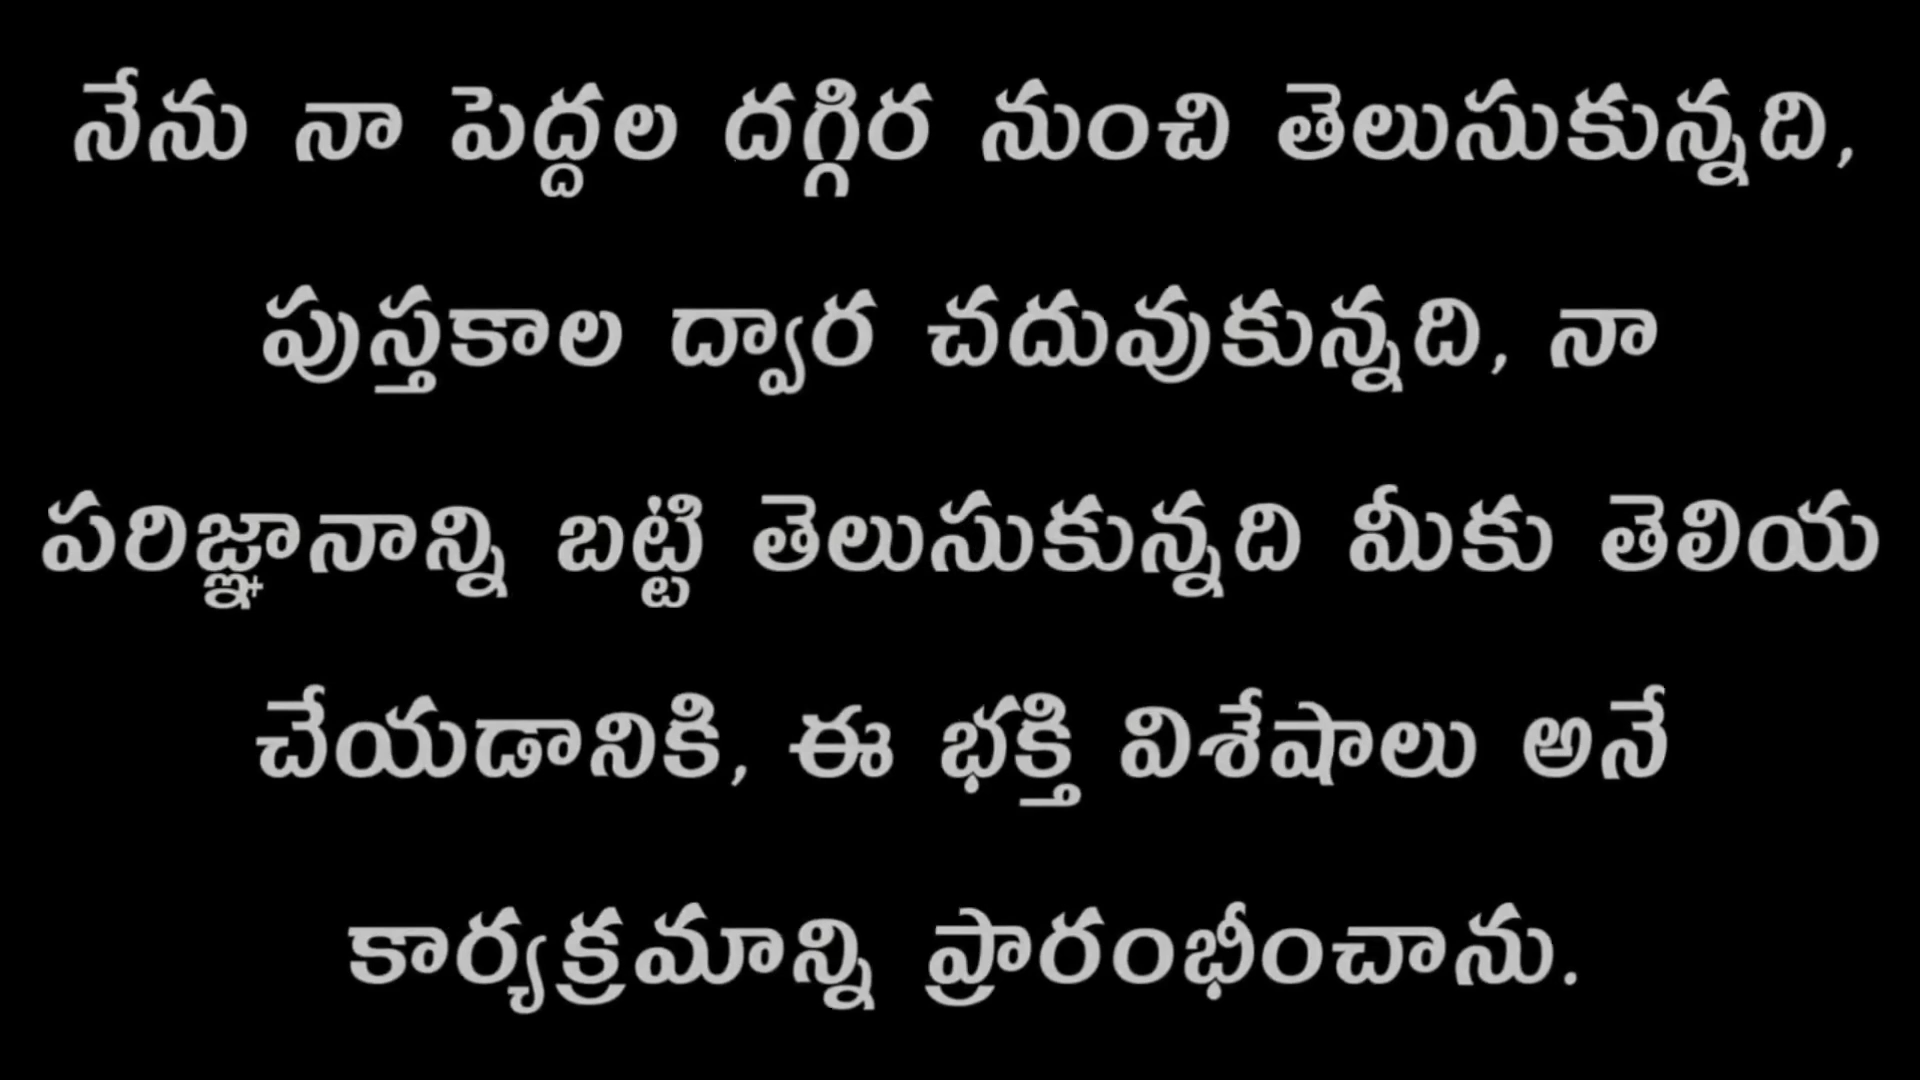 నేను నా పెద్దల దగ్గిర నుంచి తెలుసుకున్నది,
పుస్తకాల ద్వార చదువుకున్నది, నా
పరిజ్ఞానాన్ని బట్టి తెలుసుకున్నది మీకు తెలియ
చేయడానికి, ఈ భక్తి విశేషాలు అనే
కార్యక్రమాన్ని ప్రారంభీంచాను.